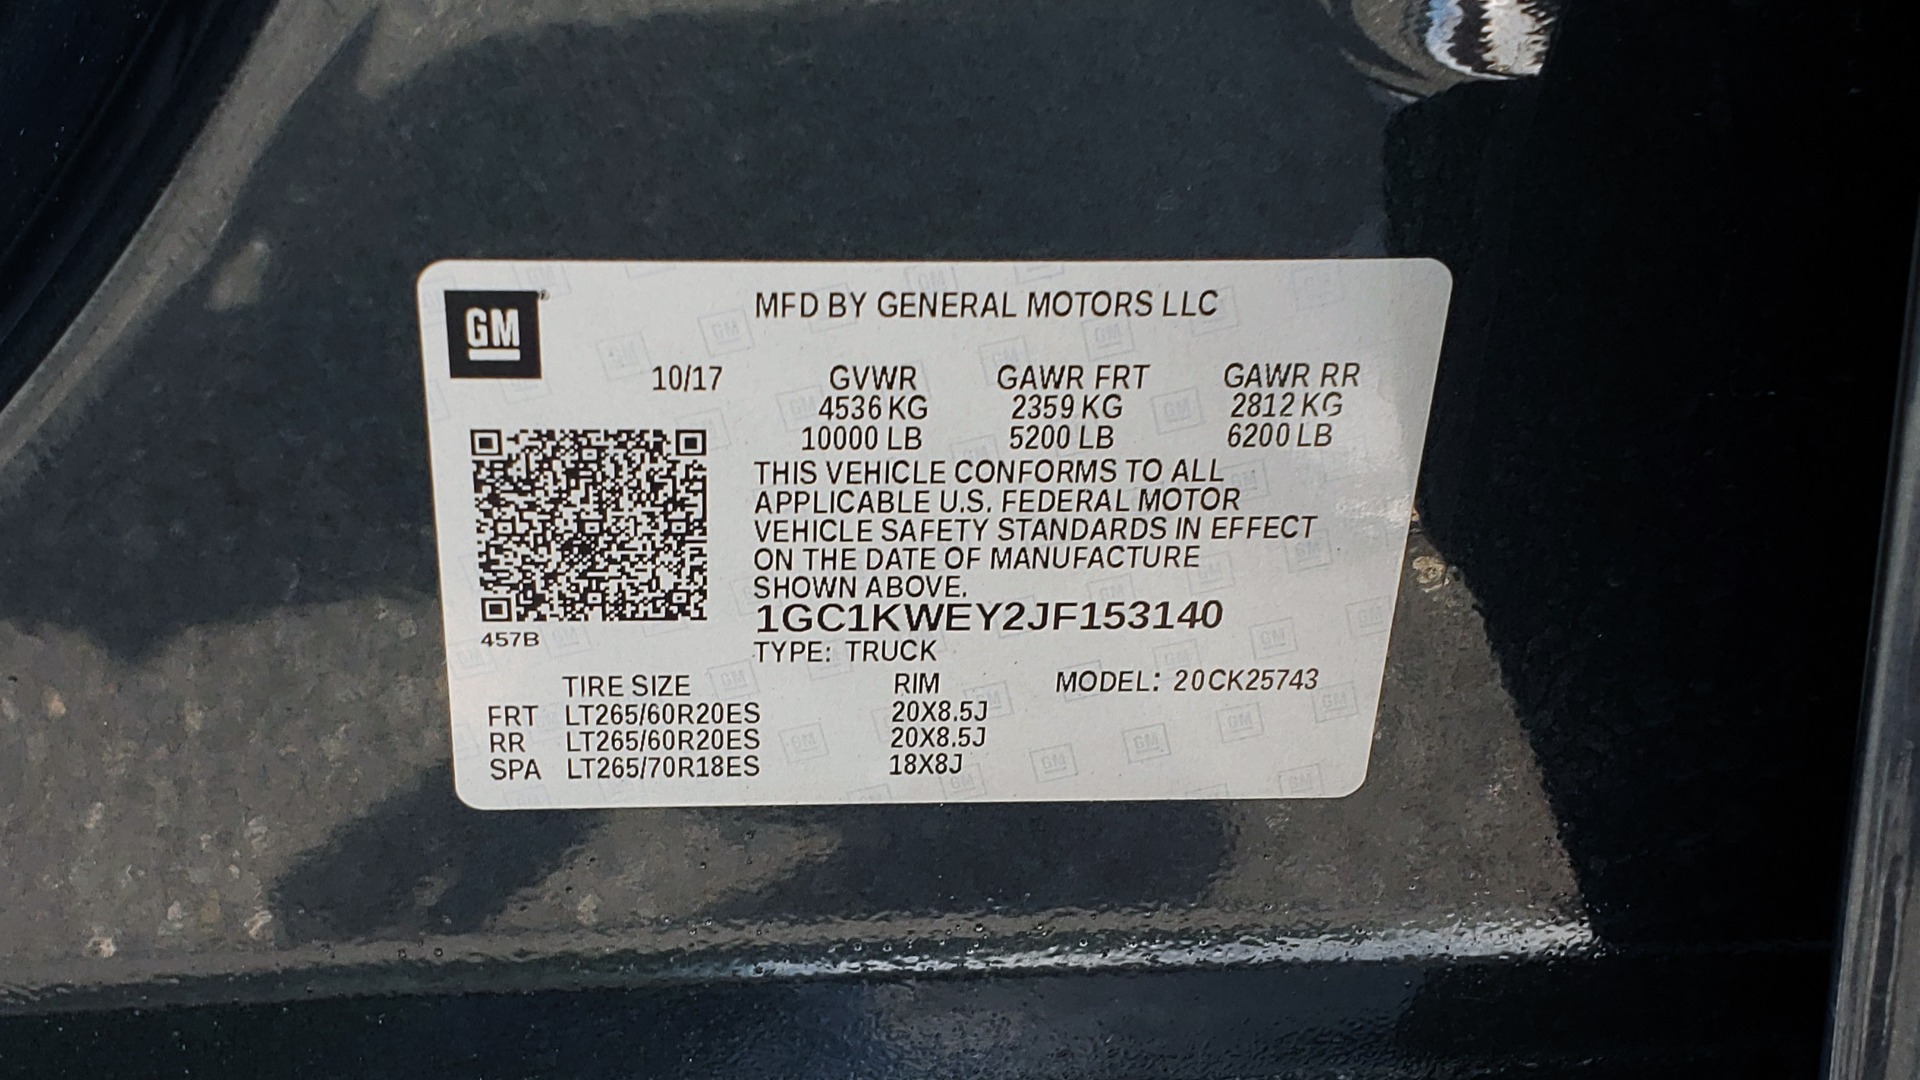 GM
MFD BY GENERAL MOTORS LLC
10/17 GVWR GAWR FRT GAWR RR
4536 KG 2359 KG 2812 KG
10000 LB 5200 LB 6200 LB
THIS VEHICLE CONFORMS TO ALL
APPLICABLE U.S. FEDERAL MOTOR
VEHICLE SAFETY STANDARDS IN EFFECT
ON THE DATE OF MANUFACTURE
SHOWN ABOVE.
1GC1KWEY2JF153140
457B
TYPE: TRUCK
TIRE SIZE RIM MODEL: 20CK25743
FRT LT265/60R20ES 20X8.5J
RR LT265/60R20ES 20X8.5J
SPA LT265/70R18ES 18X8J